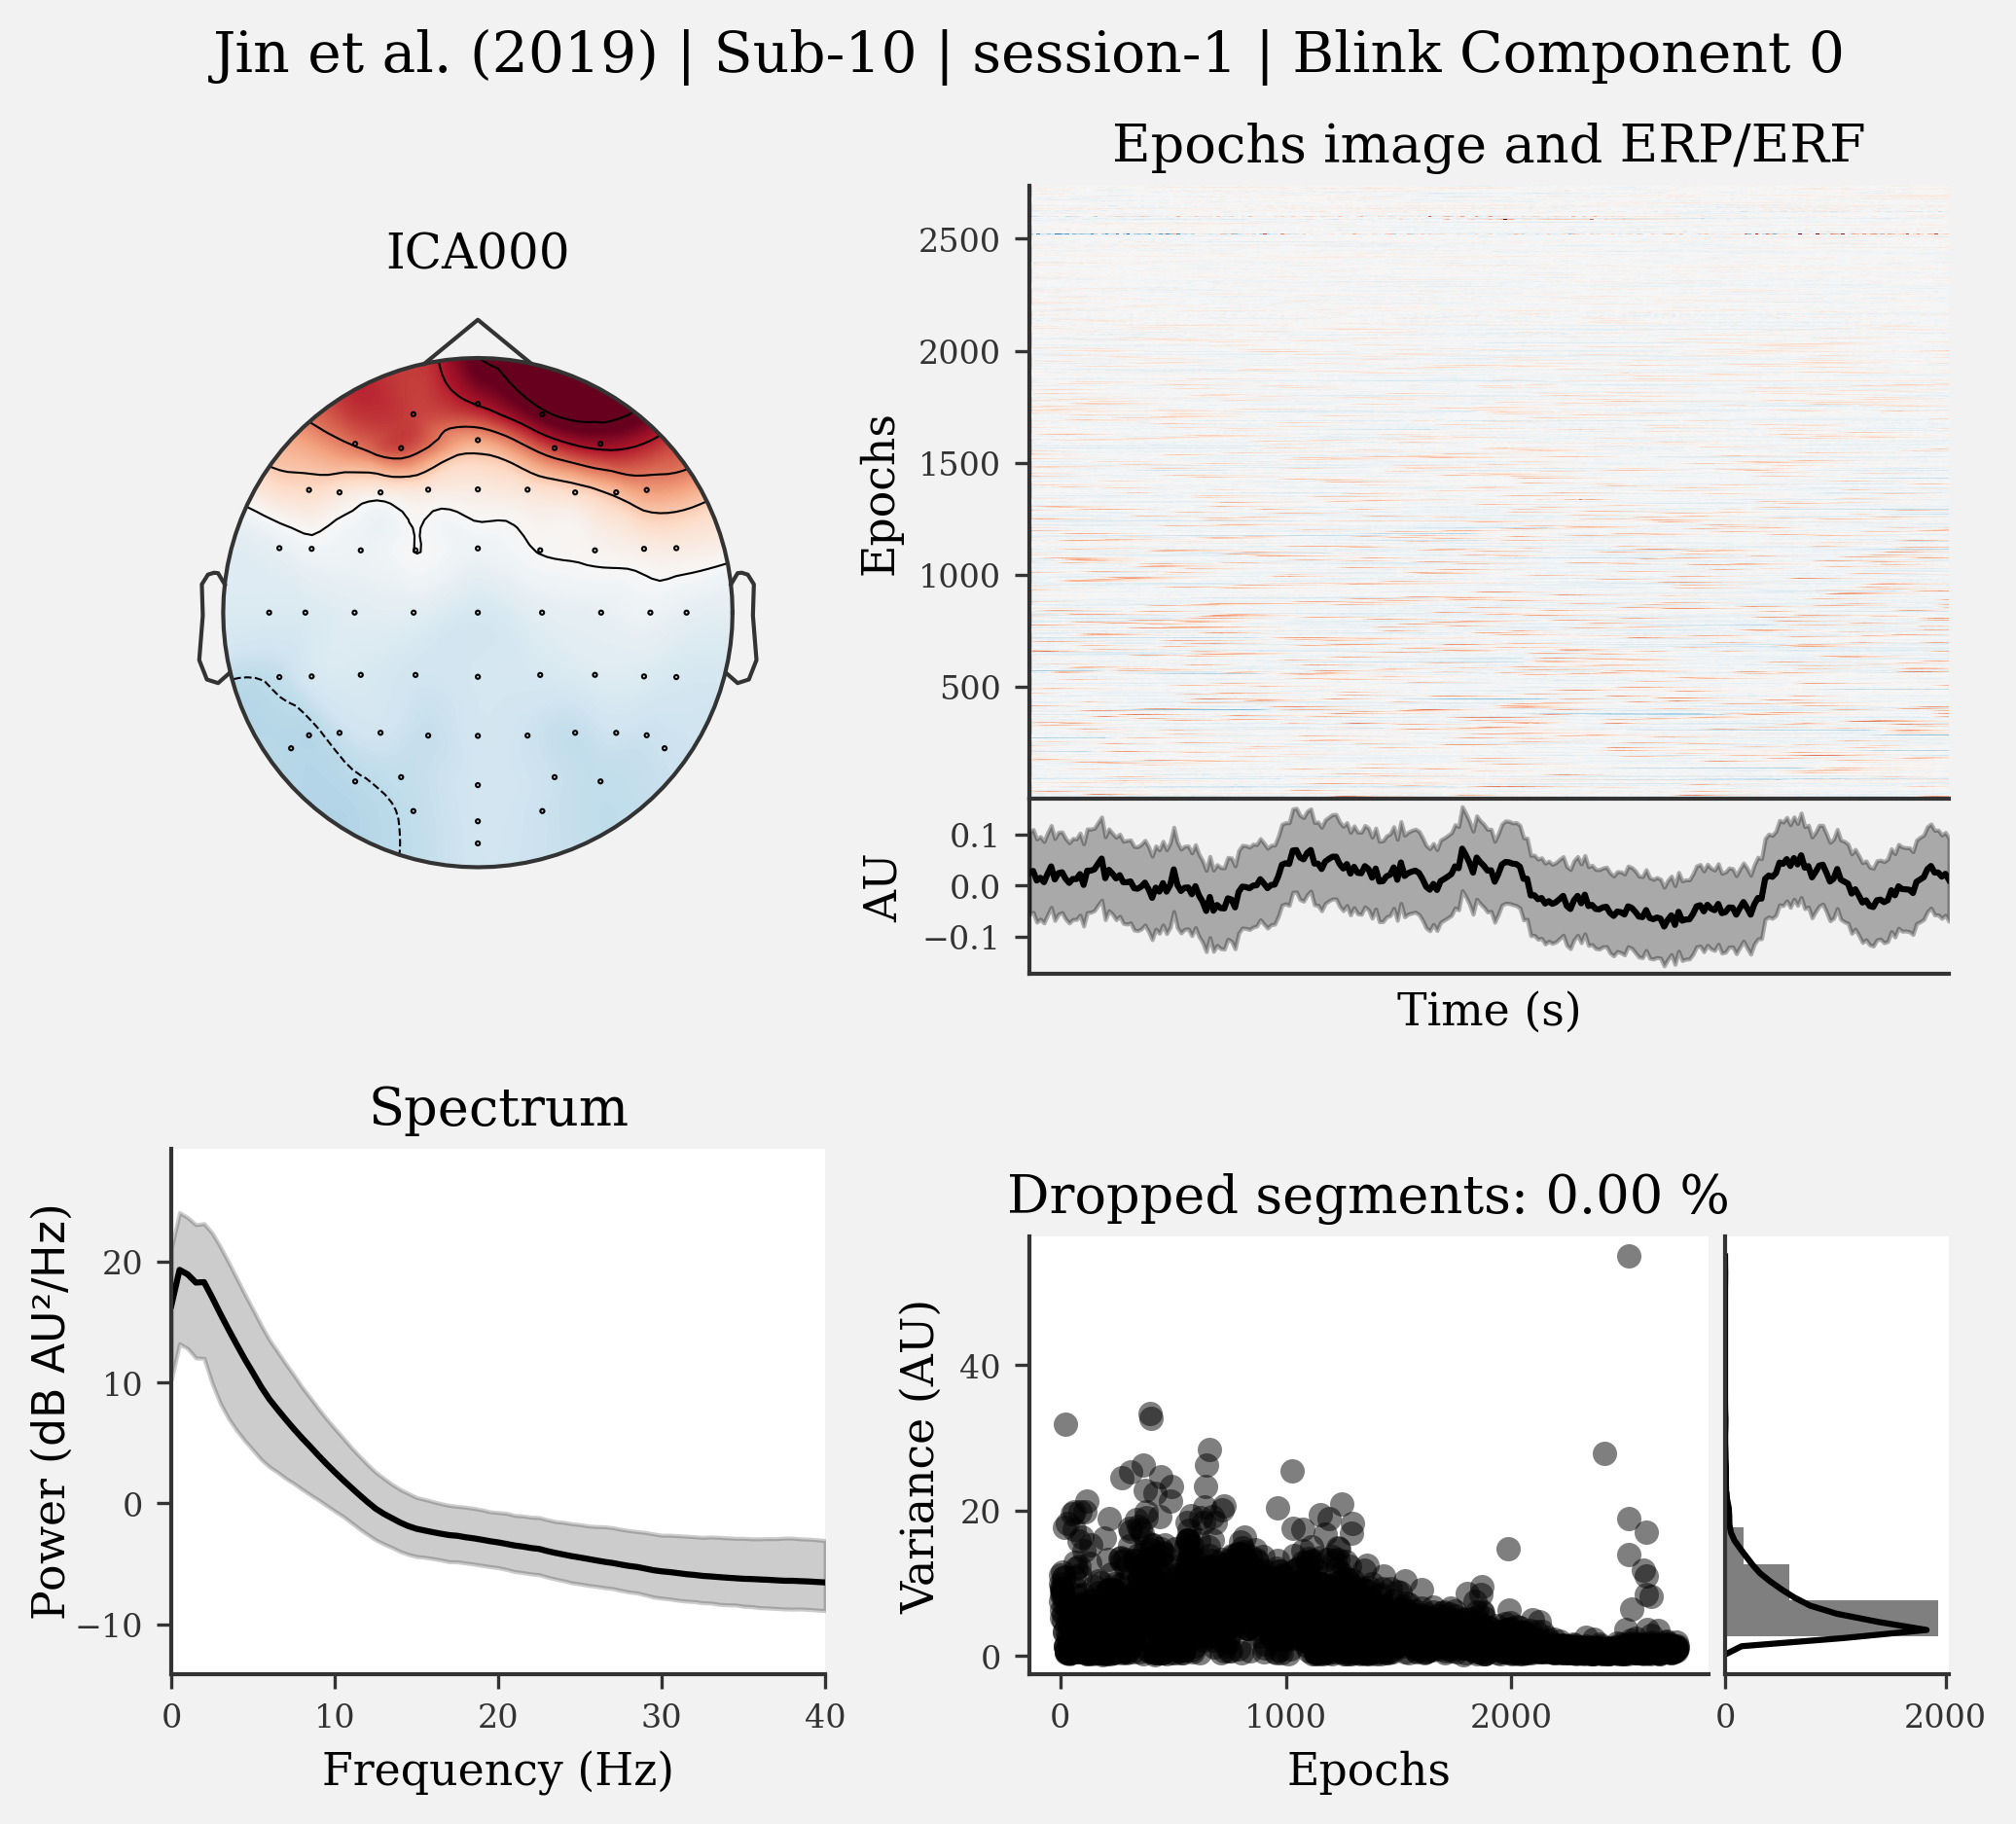 Jin et al. (2019) | Sub-10 | session-1 | Blink Component 0
ICA000
Epochs image and ERP/ERF
Epochs
2500
2000
1500
1000
500
AU
0.1
0.0
−0.1
Time (s)
Spectrum
Power (dB AU²/Hz)
20
10
0
−10
0
10
20
30
40
Frequency (Hz)
Dropped segments: 0.00 %
Variance (AU)
40
20
0
0
1000
2000
0
2000
Epochs